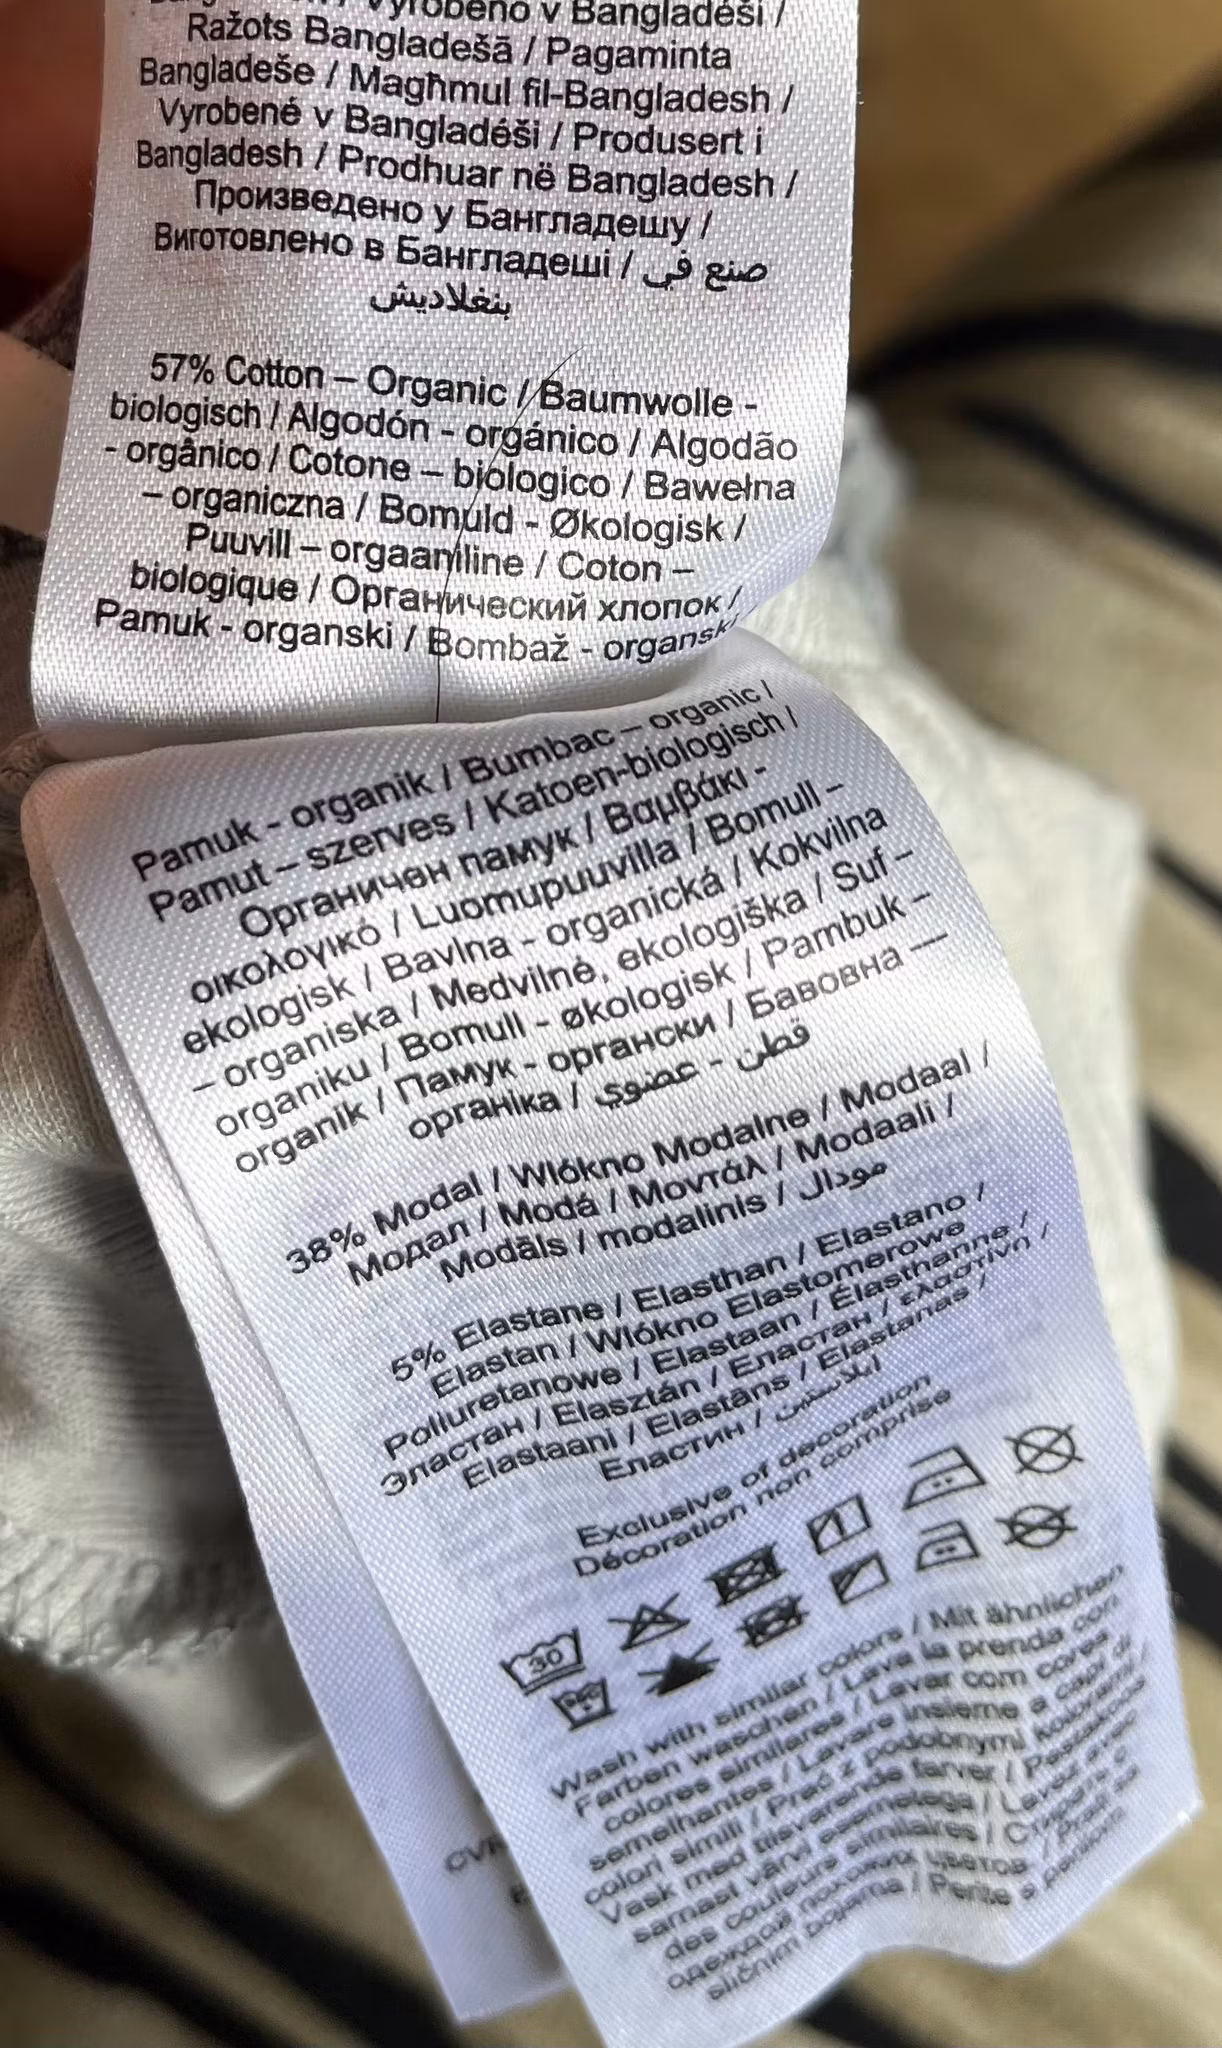 Vyrobeno v Bangladéši /
Ražots Bangladešā / Pagaminta
Bangladeše / Magħmul fil-Bangladesh /
Vyrobené v Bangladéši / Produsert i
Bangladesh / Prodhuar në Bangladesh /
Произведено у Бангладешу /
Виготовлено в Бангладеші / صنع في
بنغلاديش
57% Cotton – Organic / Baumwolle -
biologisch / Algodón - orgánico / Algodão
- orgânico / Cotone – biologico / Bawełna
– organiczna / Bomuld - Økologisk /
Puuvill – orgaaniline / Coton –
biologique / Органический хлопок /
Pamuk - organski / Bombaž - organski
Pamuk - organik / Bumbac – organic /
Pamut – szerves / Katoen-biologisch /
Органичен памук / Βαμβάκι -
οικολογικό / Luomupuuvilla / Bomull –
ekologisk / Bavlna - organická / Kokvilna
– organiska / Medvilnė, ekologiška / Suf –
organiku / Bomull - økologisk / Pambuk –
organik / Памук - органски / Бавовна —
органіка / قطن - عضوي
38% Modal / Włókno Modalne / Modaal /
Модал / Modá / Μοντάλ / Modaali /
Modāls / modalinis / مودال
5% Elastane / Elasthan / Elastano /
Elastan / Włókno Elastomerowe
Poliuretanowe / Elastaan / Élasthanne /
Эластан / Elasztán / Еластан / ελαστίνη /
Elastaani / Elastāns / Elastanas /
Еластин / ايلاستين
Exclusive of decoration
Décoration non comprise
30
Wash with similar colors / Mit ähnlichen
Farben waschen / Lave la prenda con
colores similares / Lavar com cores
semelhantes / Lavare insieme a capi di
colori simili / Prać z podobnymi kolorami /
Vask med tilsvarende farver / Pestakoos
samast värvi esemetega / Lavez avec
des couleurs similaires / Стирать с
одеждой похожих цветов / Prati sa
sličnim bojama / Perite s